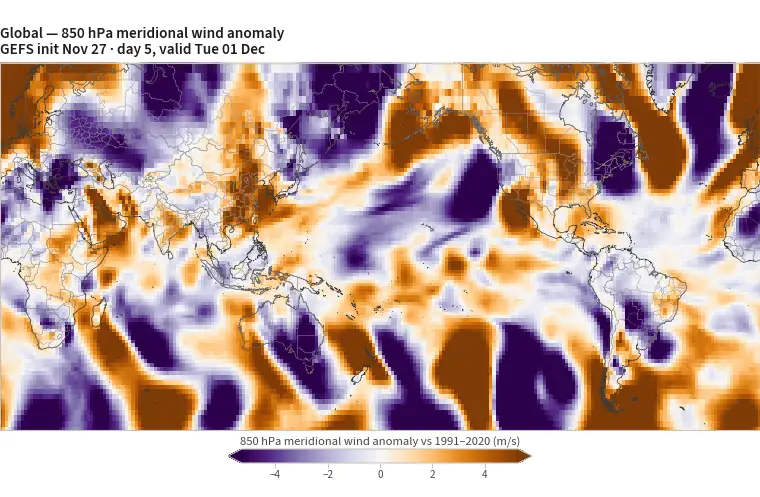 Global — 850 hPa meridional wind anomaly
GEFS init Nov 27 · day 5, valid Tue 01 Dec
850 hPa meridional wind anomaly vs 1991–2020 (m/s)
−4 −2 0 2 4